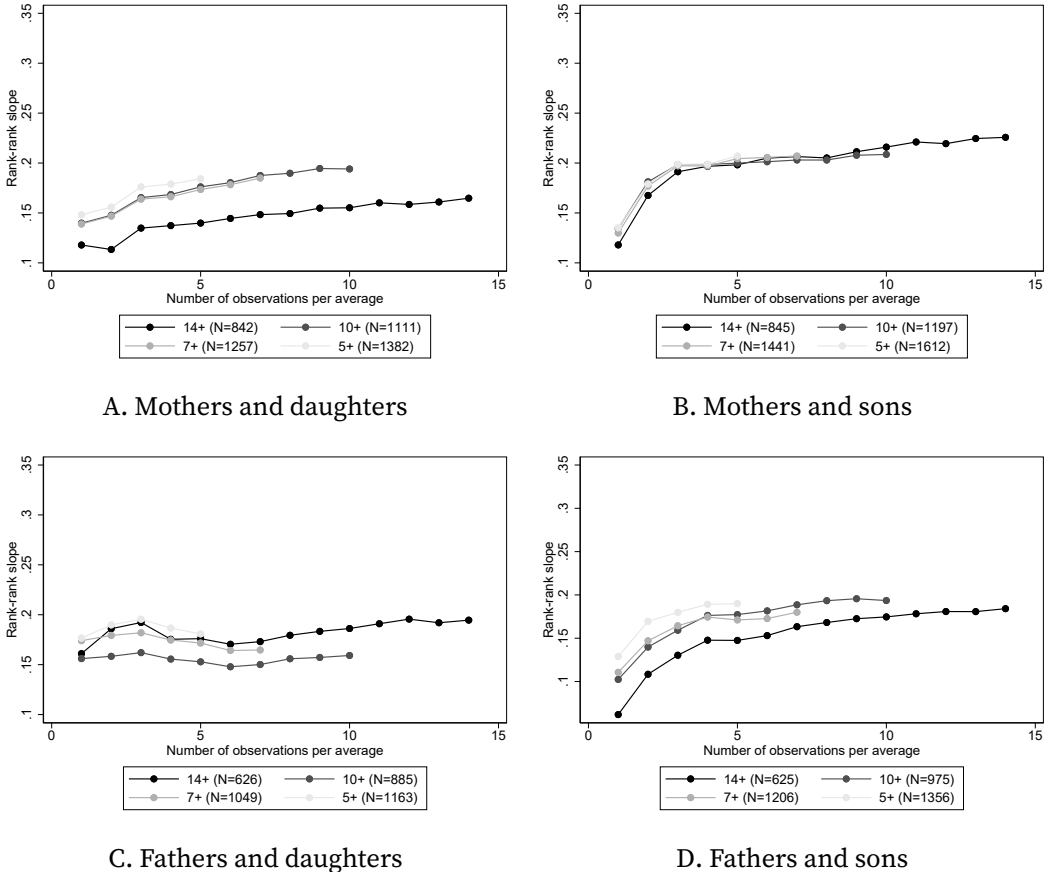 .35
.3
.25
.2
.15
.1
Rank-rank slope
0 5 10 15
Number of observations per average
14+ (N=842) 10+ (N=1111)
7+ (N=1257) 5+ (N=1382)
A. Mothers and daughters
.35
.3
.25
.2
.15
.1
Rank-rank slope
0 5 10 15
Number of observations per average
14+ (N=845) 10+ (N=1197)
7+ (N=1441) 5+ (N=1612)
B. Mothers and sons
.35
.3
.25
.2
.15
.1
Rank-rank slope
0 5 10 15
Number of observations per average
14+ (N=626) 10+ (N=885)
7+ (N=1049) 5+ (N=1163)
C. Fathers and daughters
.35
.3
.25
.2
.15
.1
Rank-rank slope
0 5 10 15
Number of observations per average
14+ (N=625) 10+ (N=975)
7+ (N=1206) 5+ (N=1356)
D. Fathers and sons